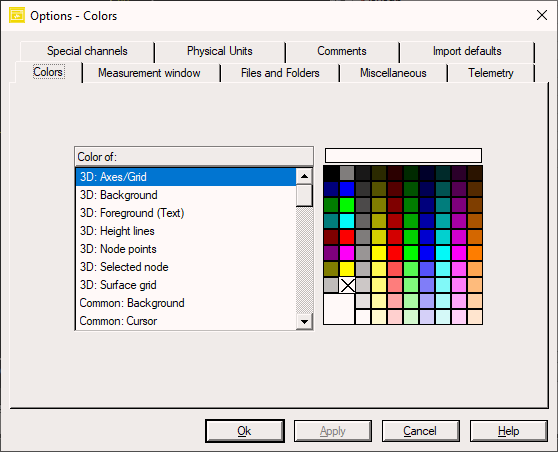 Options - Colors
Special channels
Physical Units
Comments
Import defaults
Colors
Measurement window
Files and Folders
Miscellaneous
Telemetry
Color of:
3D: Axes/Grid
3D: Background
3D: Foreground (Text)
3D: Height lines
3D: Node points
3D: Selected node
3D: Surface grid
Common: Background
Common: Cursor
Ok
Apply
Cancel
Help